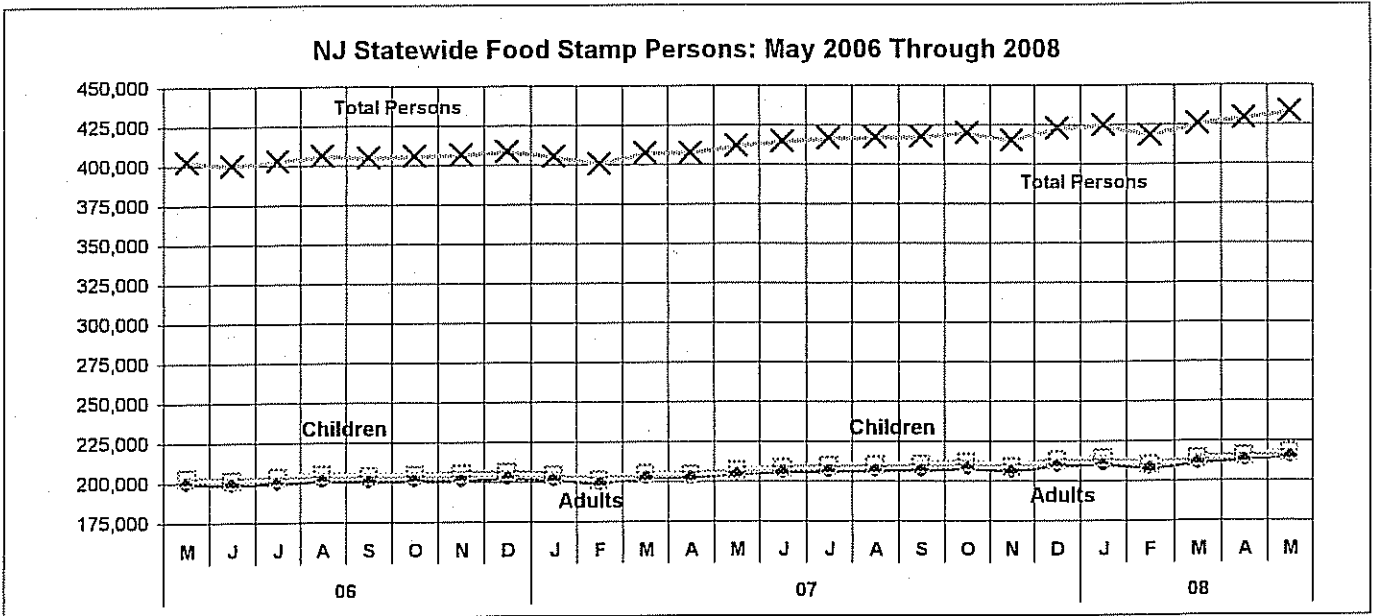 NJ Statewide Food Stamp Persons: May 2006 Through 2008
450,000
Total Persons
425,000
400,000
Total Persons
375,000
350,000
325,000
300,000
275,000
250,000
Children
Children
225,000
200,000
Adults
Adults
175,000
M J J A S O N D J F M A M J J A S O N D J F M A M
06 07 08